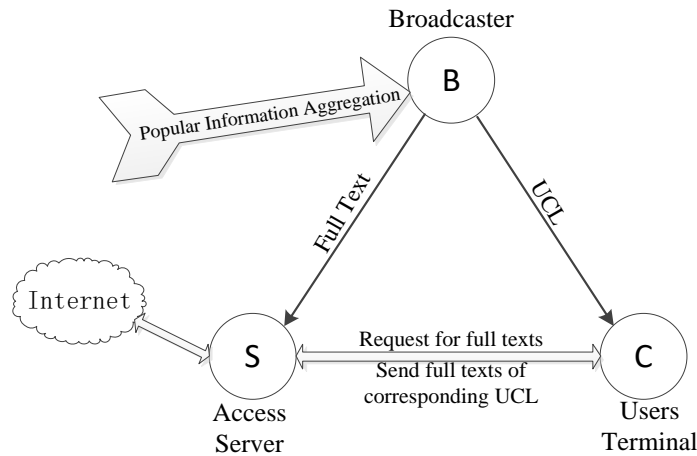 Broadcaster
B
Popular Information Aggregation
Full Text
UCL
Internet
S
Request for full texts
Send full texts of
corresponding UCL
C
Access
Server
Users
Terminal